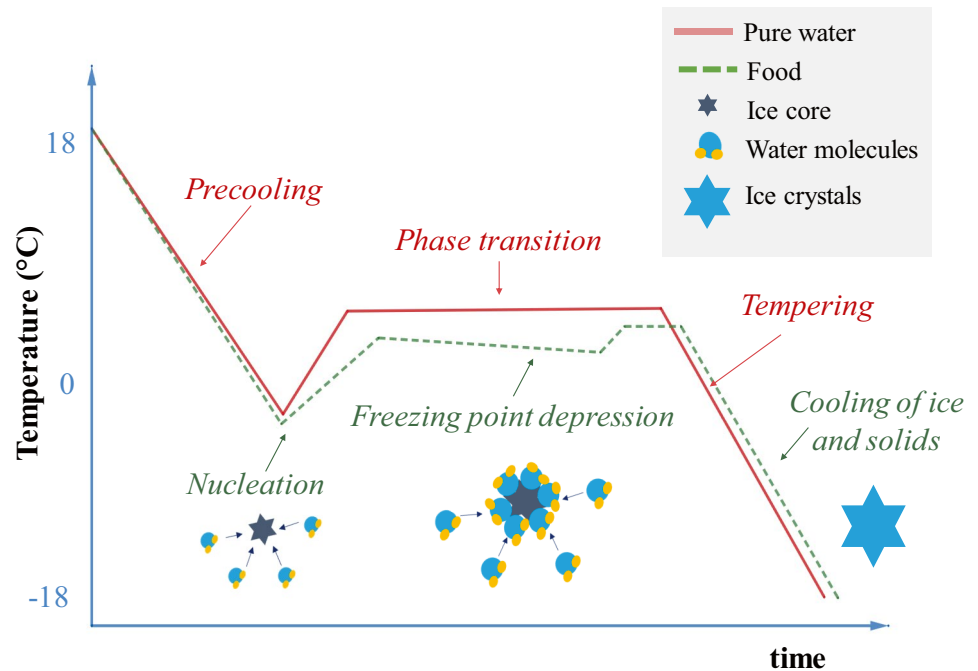 Pure water
Food
Ice core
Water molecules
Ice crystals
18
Precooling
Phase transition
Tempering
Temperature (°C)
0
Freezing point depression
Cooling of ice
and solids
Nucleation
-18
time